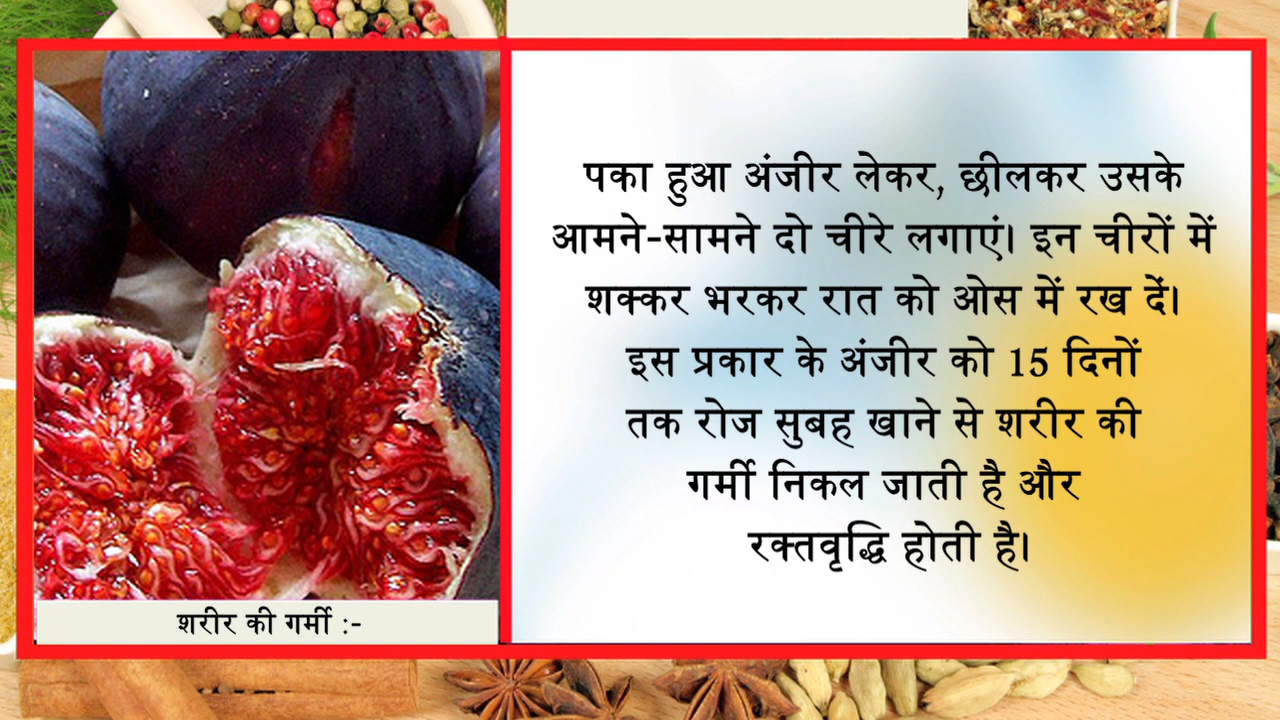 पका हुआ अंजीर लेकर, छीलकर उसके
आमने-सामने दो चीरे लगाएं। इन चीरों में
शक्कर भरकर रात को ओस में रख दें।
इस प्रकार के अंजीर को 15 दिनों
तक रोज सुबह खाने से शरीर की
गर्मी निकल जाती है और
रक्तवृद्धि होती है।
शरीर की गर्मी :-